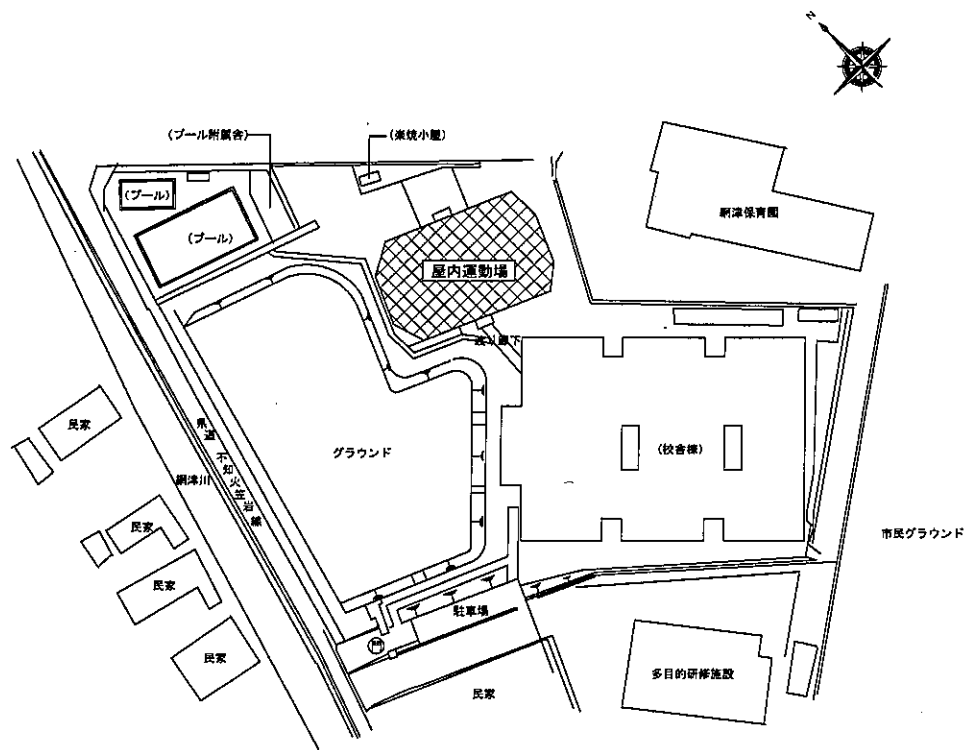 N
(プール附属舎)
(楽焼小屋)
(プール)
(プール)
網津保育園
屋内運動場
渡り廊下
民家
県道 不知火笠岩線
グラウンド
(校舎棟)
網津川
民家
市民グラウンド
民家
駐車場
民家
多目的研修施設
民家